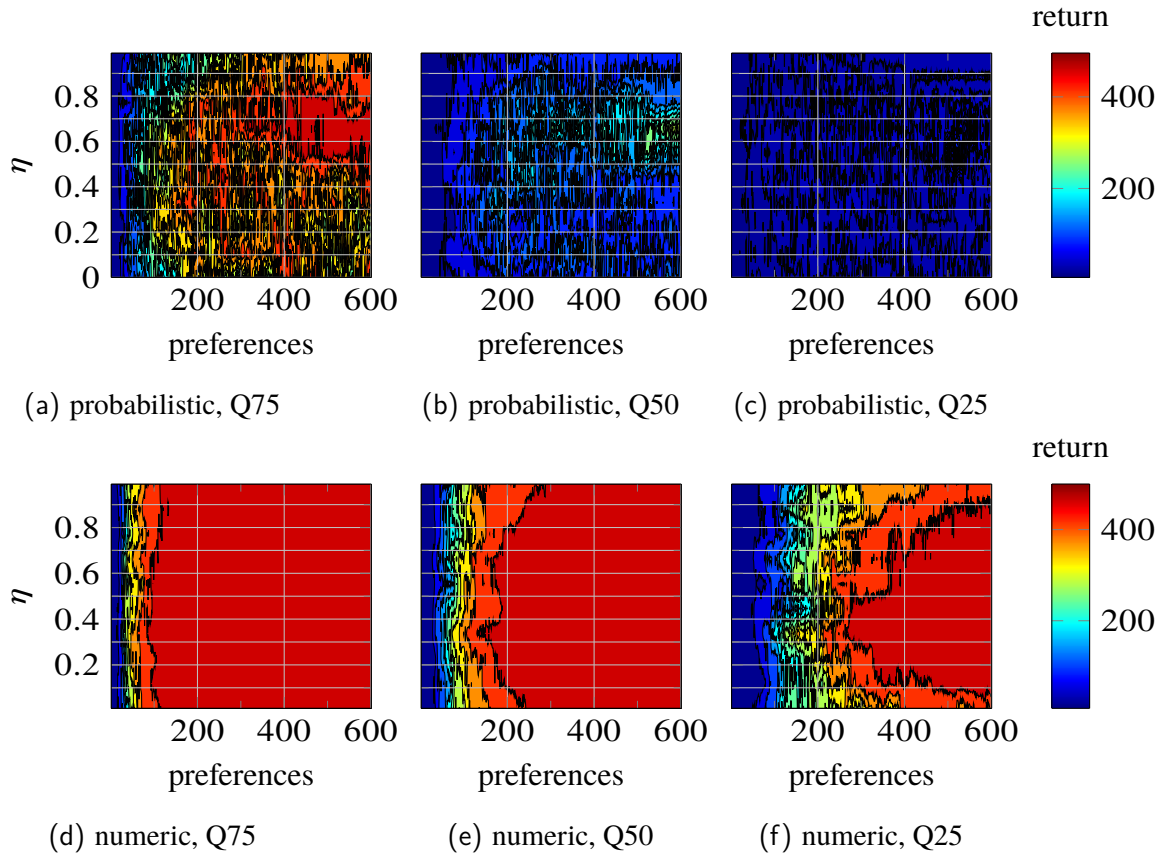 return
η
0.8
0.6
0.4
0.2
0
200 400 600
200 400 600
200 400 600
400
200
preferences preferences preferences
(a) probabilistic, Q75 (b) probabilistic, Q50 (c) probabilistic, Q25
return
η
0.8
0.6
0.4
0.2
200 400 600
200 400 600
200 400 600
400
200
preferences preferences preferences
(d) numeric, Q75 (e) numeric, Q50 (f) numeric, Q25